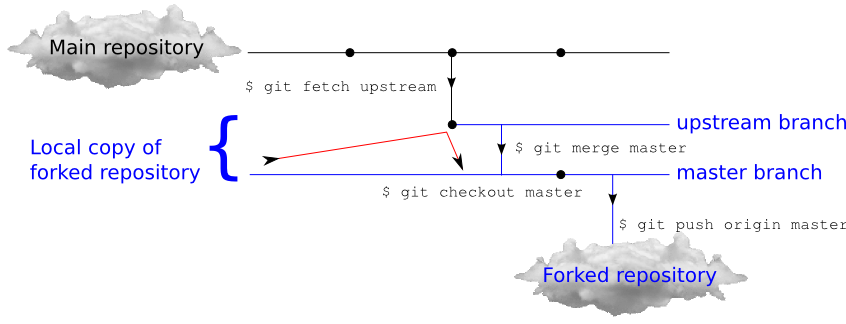 Main repository
$ git fetch upstream
upstream branch
Local copy of
forked repository
$ git merge master
master branch
$ git checkout master
$ git push origin master
Forked repository